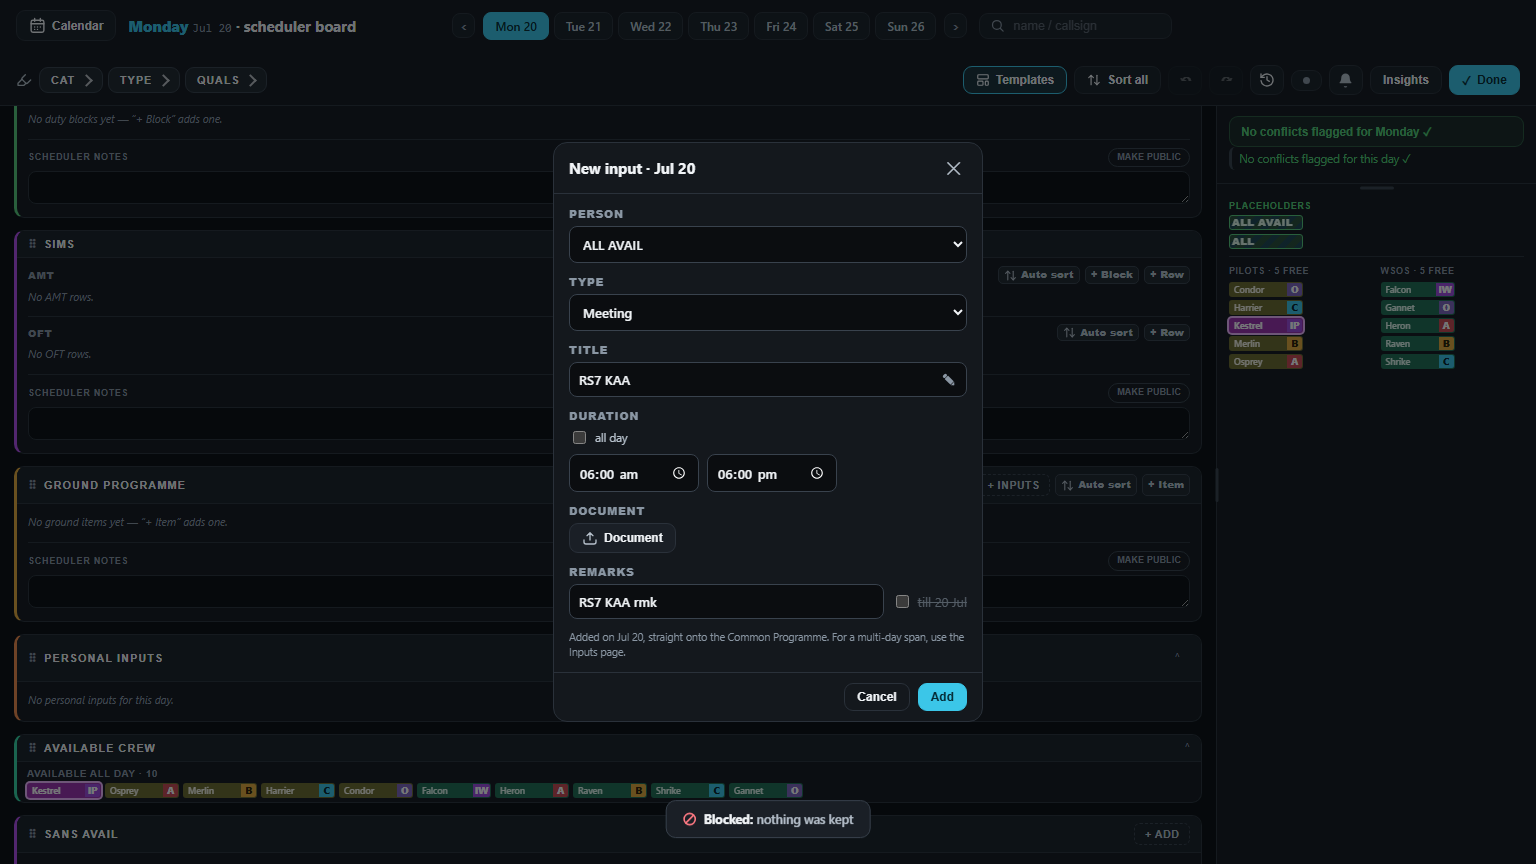 Calendar
Monday Jul 20 · scheduler board
‹ Mon 20 Tue 21 Wed 22 Thu 23 Fri 24 Sat 25 Sun 26 ›
name / callsign
CAT TYPE QUALS
Templates Sort all Insights ✓ Done
No duty blocks yet — "+ Block" adds one.
SCHEDULER NOTES MAKE PUBLIC
SIMS
AMT Auto sort + Block + Row
No AMT rows.
OFT Auto sort + Row
No OFT rows.
SCHEDULER NOTES MAKE PUBLIC
GROUND PROGRAMME + INPUTS Auto sort + Item
No ground items yet — "+ Item" adds one.
SCHEDULER NOTES MAKE PUBLIC
PERSONAL INPUTS
No personal inputs for this day.
AVAILABLE CREW
AVAILABLE ALL DAY · 10
Kestrel IP Osprey A Merlin B Harrier C Condor O Falcon IW Heron A Raven B Shrike C Gannet O
SANS AVAIL + ADD
New input · Jul 20
PERSON
ALL AVAIL
TYPE
Meeting
TITLE
RS7 KAA
DURATION
all day
06:00 am 06:00 pm
DOCUMENT
Document
REMARKS
RS7 KAA rmk till 20 Jul
Added on Jul 20, straight onto the Common Programme. For a multi-day span, use the
Inputs page.
Cancel Add
Blocked: nothing was kept
No conflicts flagged for Monday ✓
No conflicts flagged for this day ✓
PLACEHOLDERS
ALL AVAIL
ALL
PILOTS · 5 FREE WSOS · 5 FREE
Condor O Falcon IW
Harrier C Gannet O
Kestrel IP Heron A
Merlin B Raven B
Osprey A Shrike C